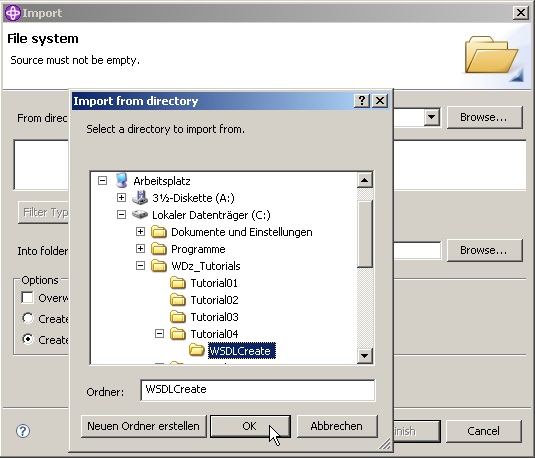 Import
File system
Source must not be empty.
From direc
Browse...
Import from directory
Select a directory to import from.
Arbeitsplatz
3½-Diskette (A:)
Lokaler Datenträger (C:)
Dokumente und Einstellungen
Programme
WDz_Tutorials
Tutorial01
Tutorial02
Tutorial03
Tutorial04
WSDLCreate
Ordner: WSDLCreate
Neuen Ordner erstellen OK Abbrechen
Filter Typ
Into folder
Browse...
Options
Overw
Create
Create
inish
Cancel